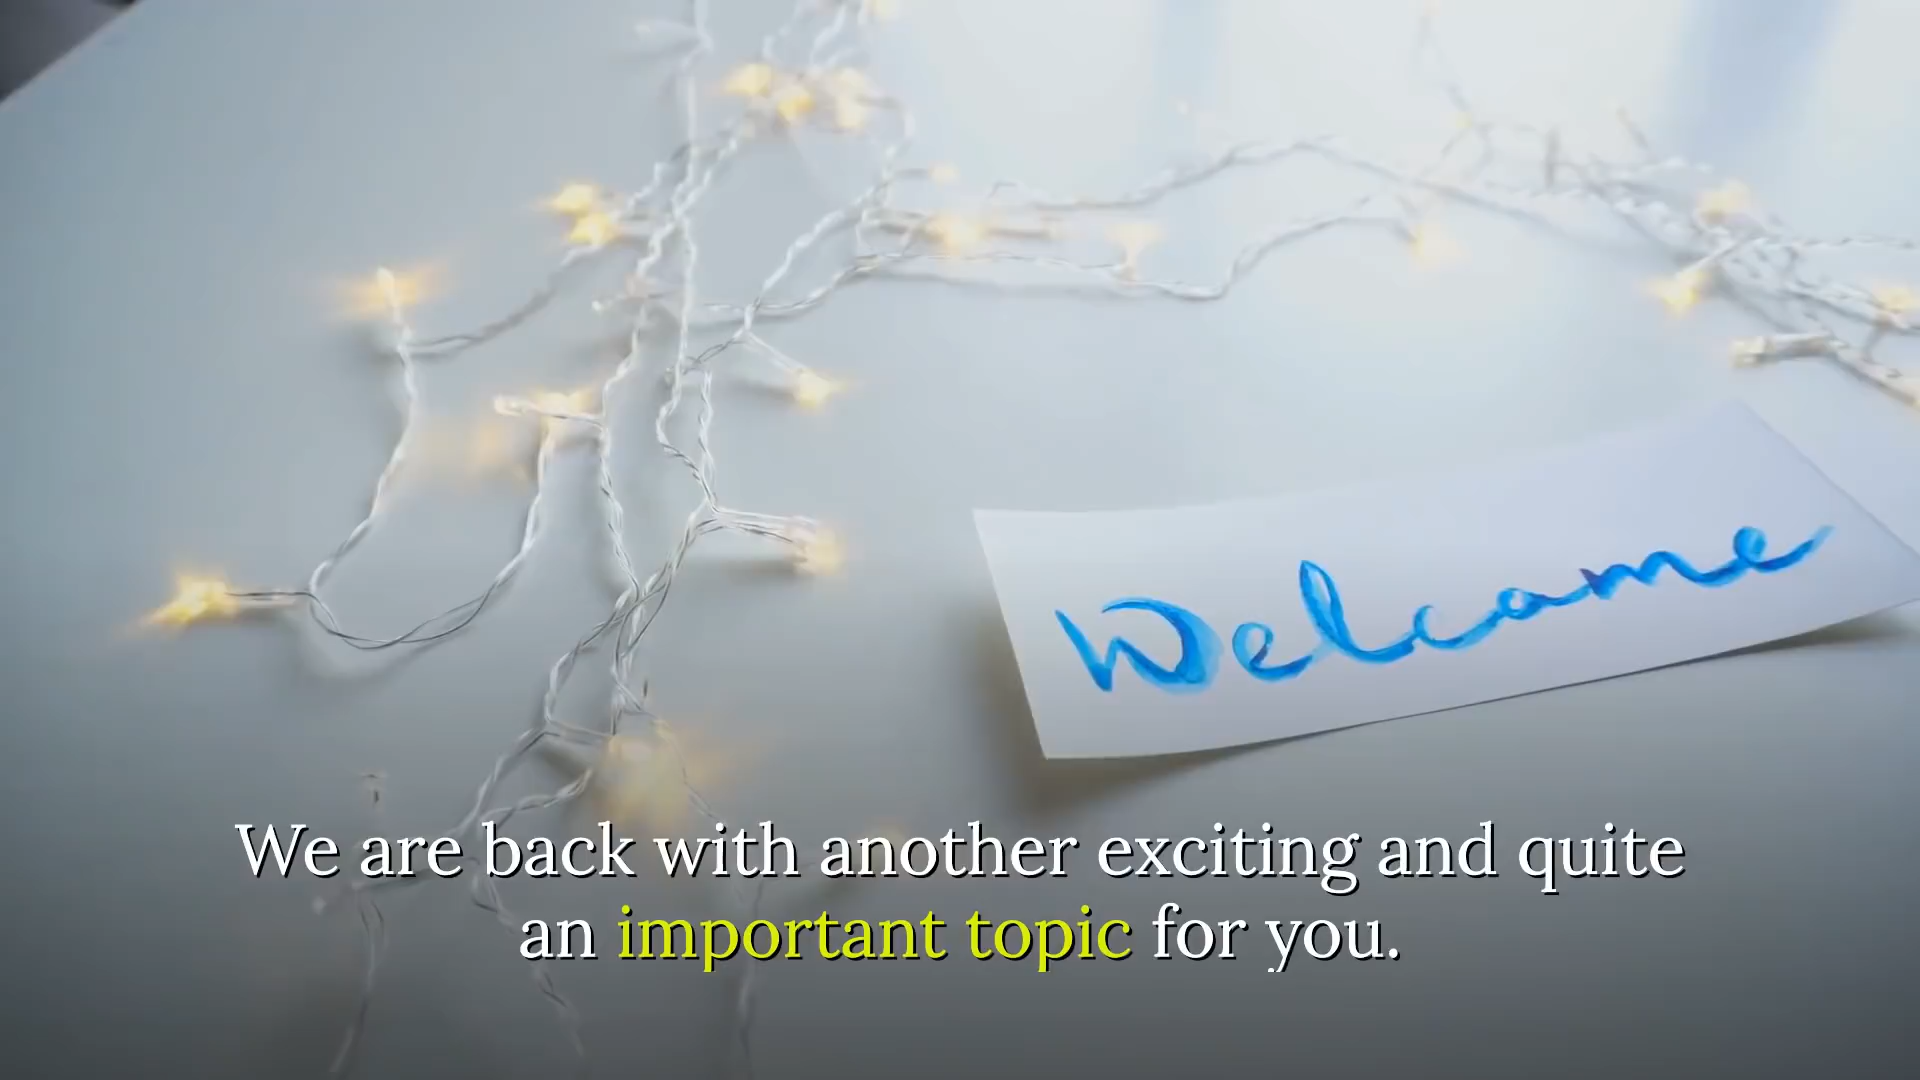 Welcome
We are back with another exciting and quite
an important topic for you.